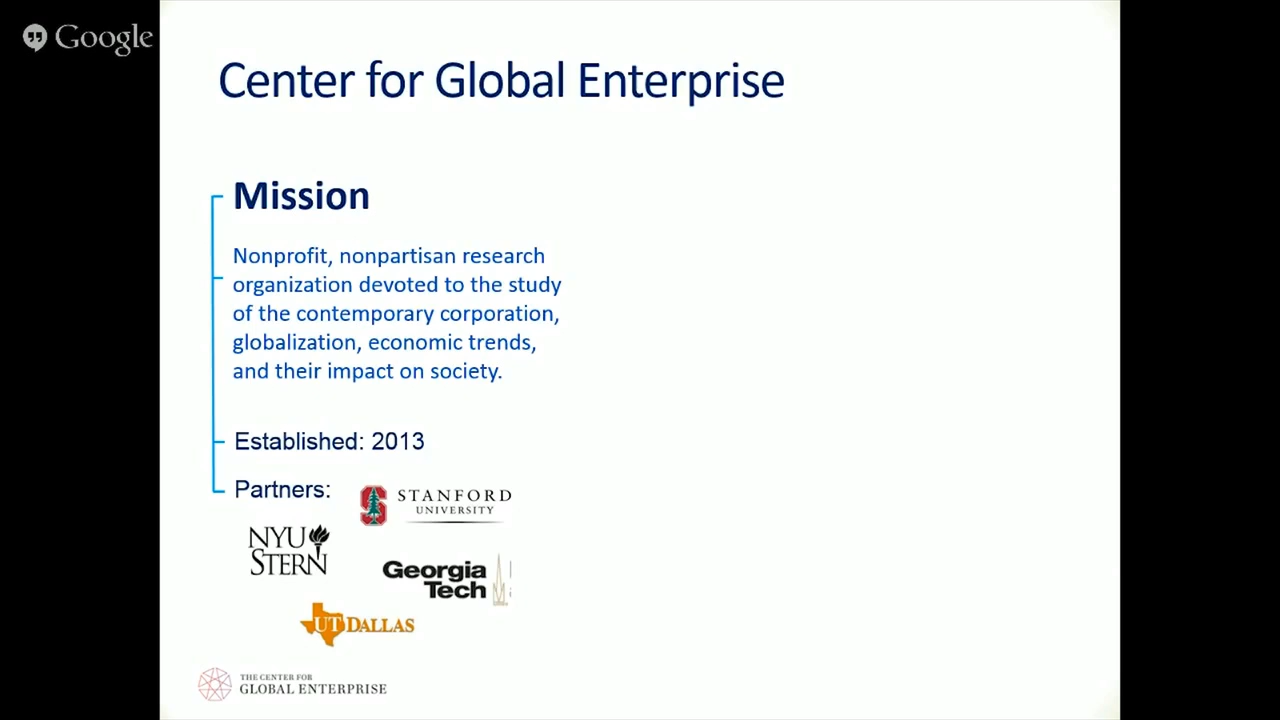 Google
Center for Global Enterprise
Mission
Nonprofit, nonpartisan research
organization devoted to the study
of the contemporary corporation,
globalization, economic trends,
and their impact on society.
Established: 2013
Partners:
STANFORD
UNIVERSITY
NYU
STERN
Georgia
Tech
UT DALLAS
THE CENTER FOR
GLOBAL ENTERPRISE